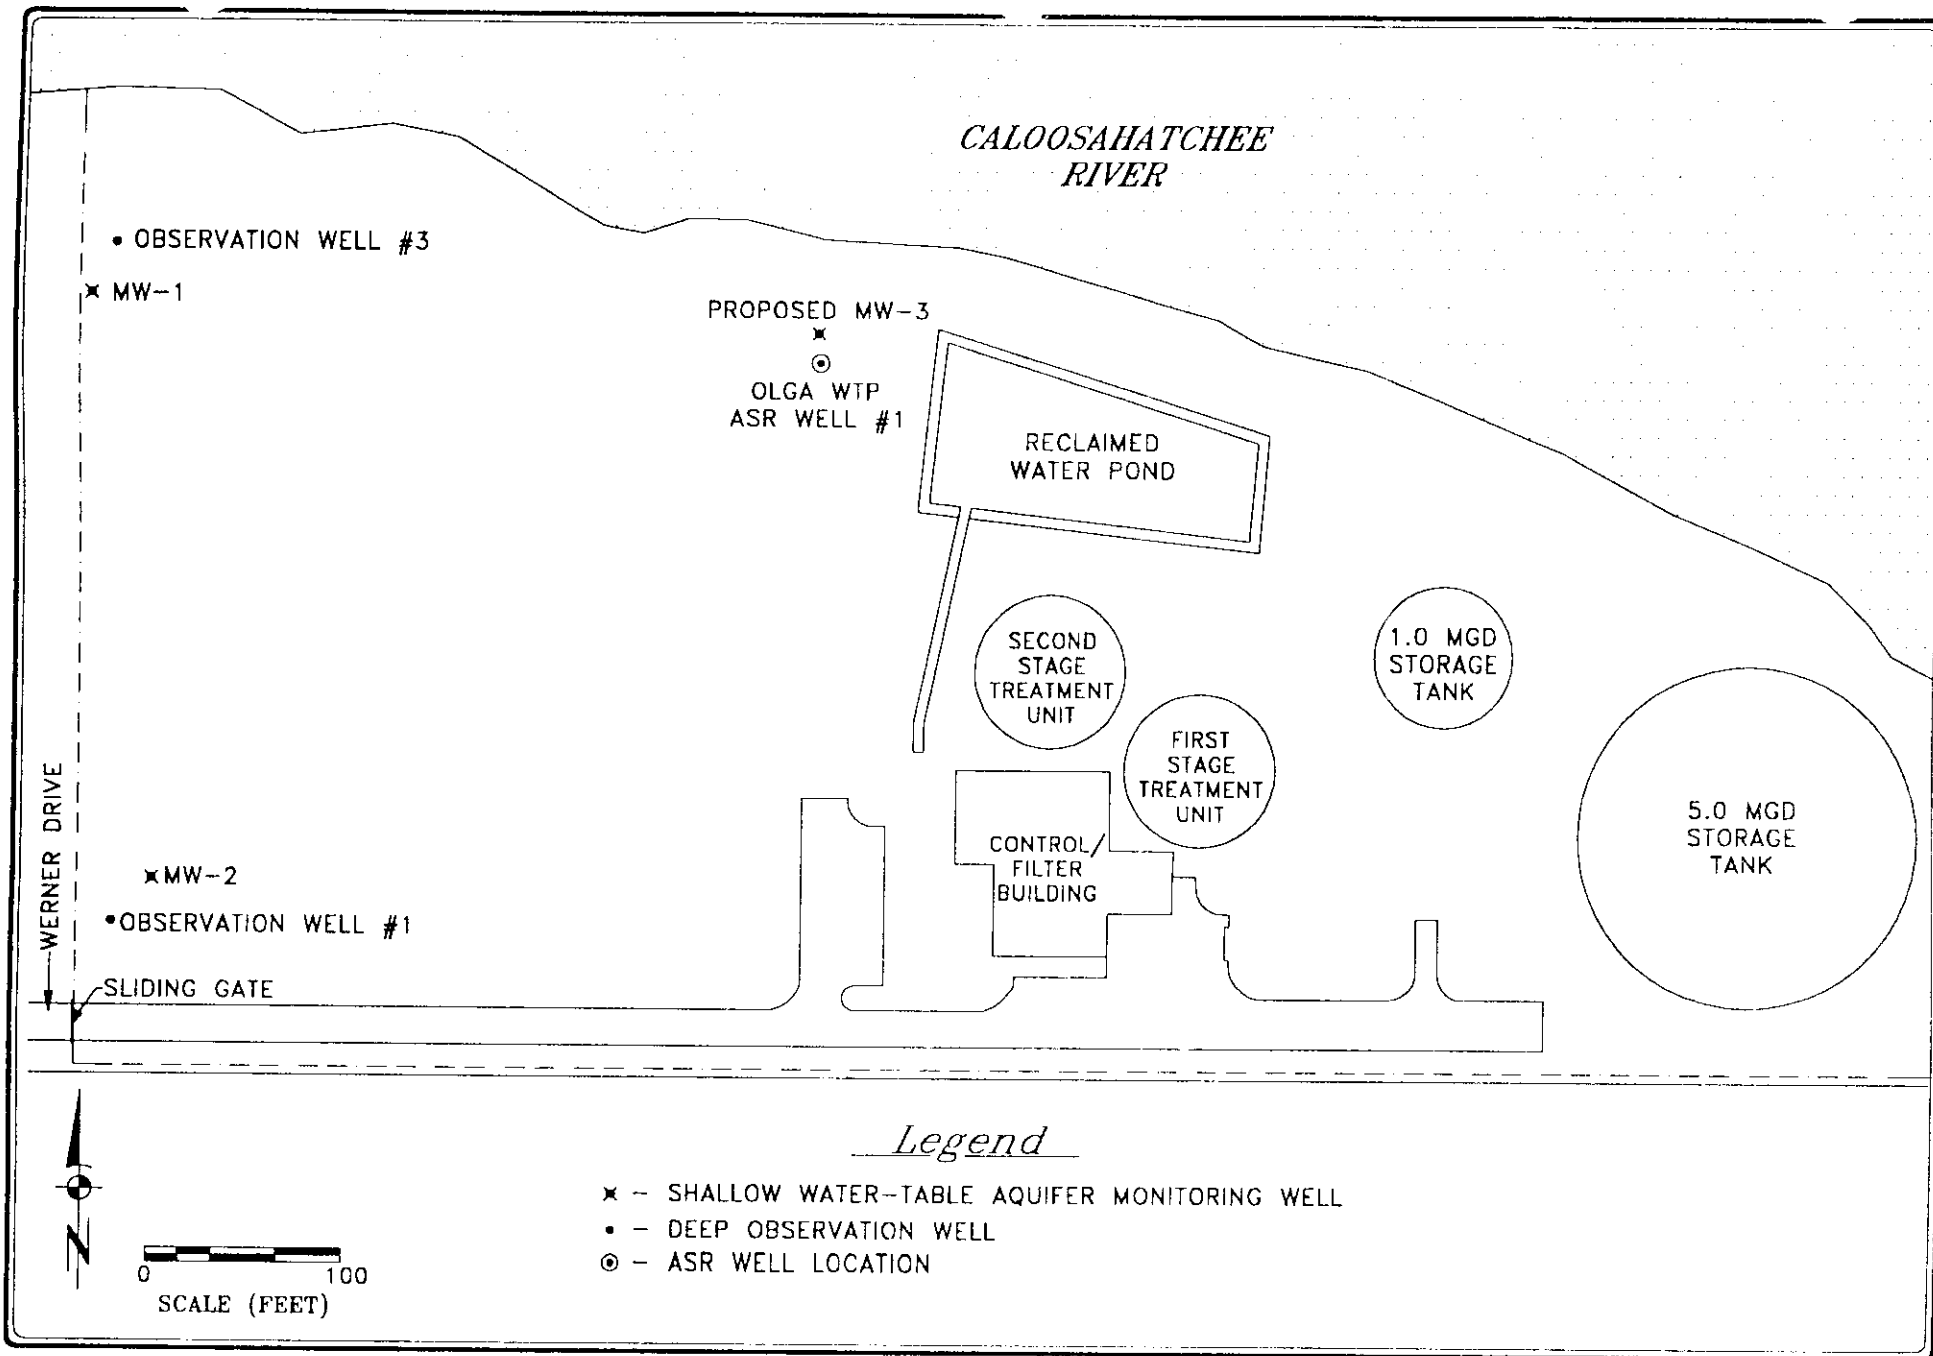 CALOOSAHATCHEE
RIVER
• OBSERVATION WELL #3
MW-1
PROPOSED MW-3
OLGA WTP
ASR WELL #1
RECLAIMED
WATER POND
SECOND
STAGE
TREATMENT
UNIT
1.0 MGD
STORAGE
TANK
FIRST
STAGE
TREATMENT
UNIT
5.0 MGD
STORAGE
TANK
CONTROL/
FILTER
BUILDING
WERNER DRIVE
MW-2
•OBSERVATION WELL #1
SLIDING GATE
N
0 100
SCALE (FEET)
Legend
✖ - SHALLOW WATER-TABLE AQUIFER MONITORING WELL
• - DEEP OBSERVATION WELL
⊙ - ASR WELL LOCATION